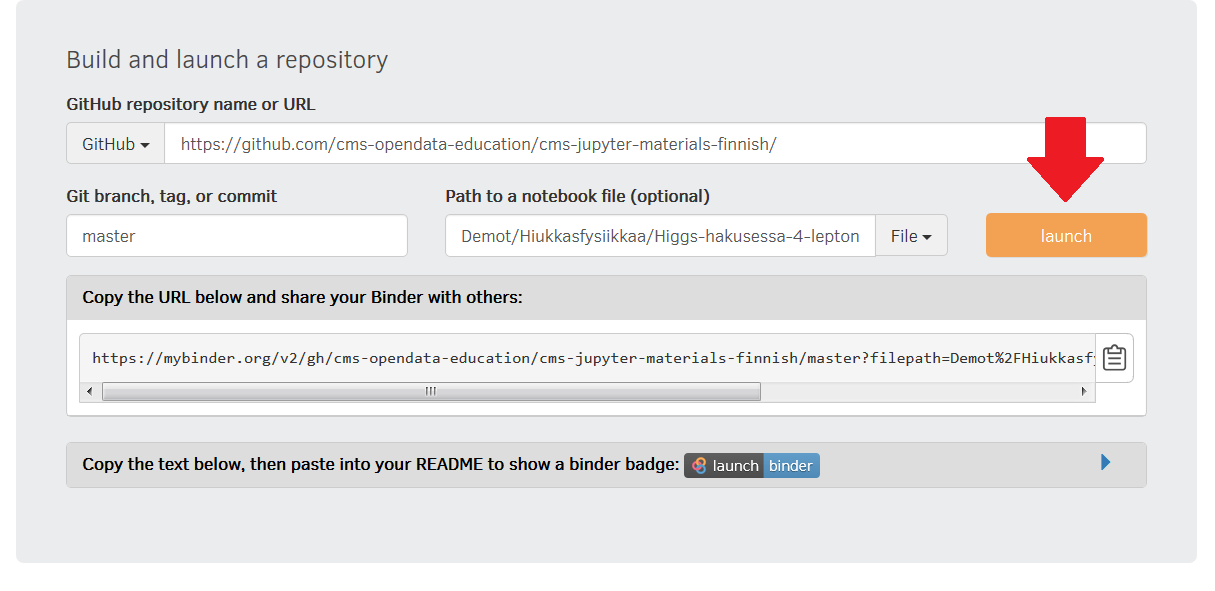 Build and launch a repository
GitHub repository name or URL
GitHub https://github.com/cms-opendata-education/cms-jupyter-materials-finnish/
Git branch, tag, or commit Path to a notebook file (optional)
master Demot/Hiukkasfysiikkaa/Higgs-hakusessa-4-lepton File launch
Copy the URL below and share your Binder with others:
https://mybinder.org/v2/gh/cms-opendata-education/cms-jupyter-materials-finnish/master?filepath=Demot%2FHiukkasf
Copy the text below, then paste into your README to show a binder badge: launch binder